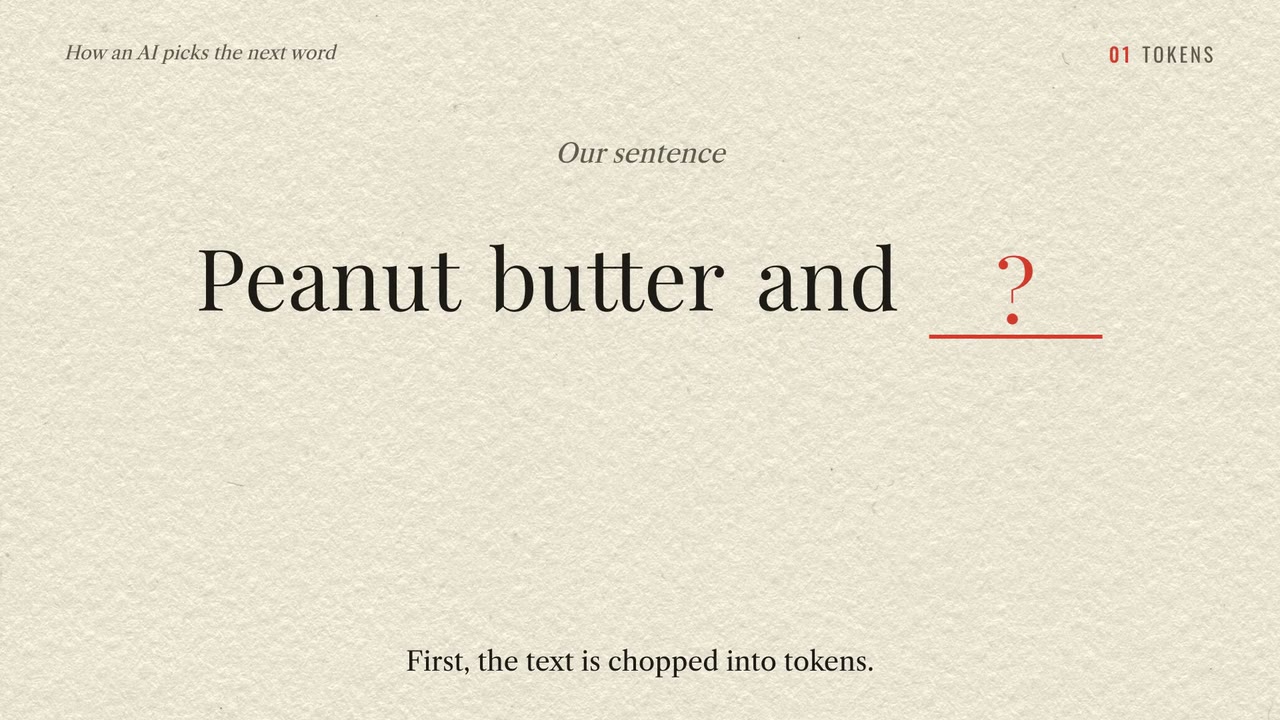 How an AI picks the next word
01 TOKENS
Our sentence
Peanut butter and ?
First, the text is chopped into tokens.